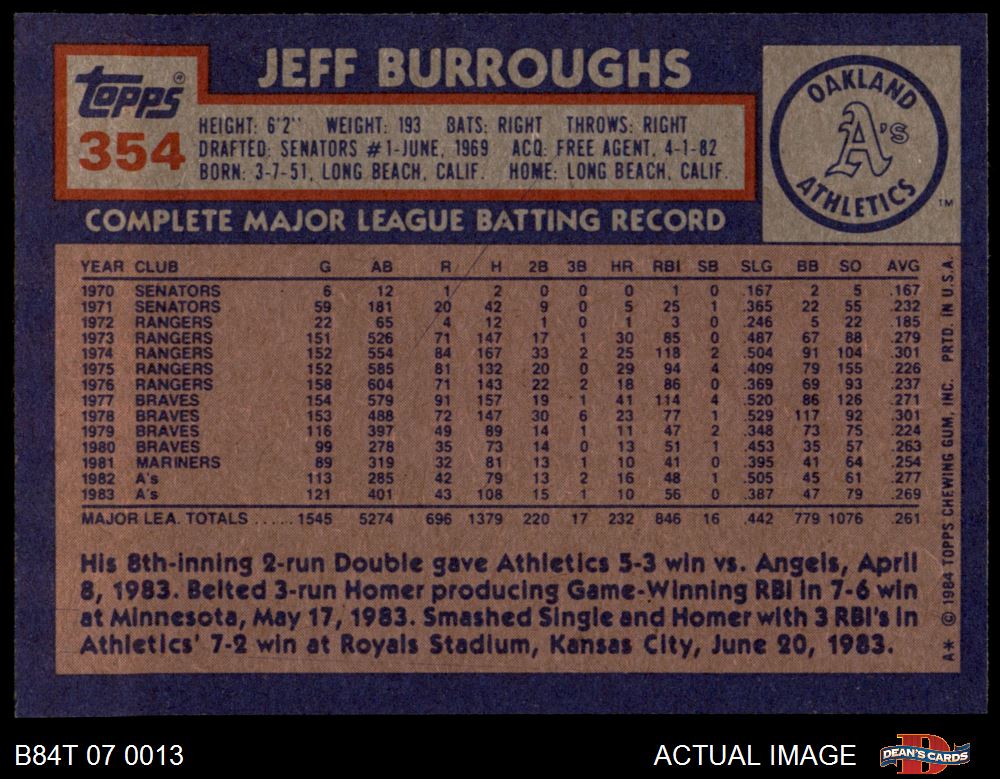 JEFF BURROUGHS
TOPPS®
354
HEIGHT: 6'2" WEIGHT: 193 BATS: RIGHT THROWS: RIGHT
DRAFTED: SENATORS #1-JUNE, 1969 ACQ: FREE AGENT, 4-1-82
BORN: 3-7-51, LONG BEACH, CALIF. HOME: LONG BEACH, CALIF.
OAKLAND
A's
ATHLETICS
TM
COMPLETE MAJOR LEAGUE BATTING RECORD
YEAR CLUB G AB R H 2B 3B HR RBI SB SLG BB SO AVG
1970 SENATORS 6 12 1 2 0 0 0 1 0 .167 2 5 .167
1971 SENATORS 59 181 20 42 9 0 5 25 1 .365 22 55 .232
1972 RANGERS 22 65 4 12 1 0 1 3 0 .246 5 22 .185
1973 RANGERS 151 526 71 147 17 1 30 85 0 .487 67 88 .279
1974 RANGERS 152 554 84 167 33 2 25 118 2 .504 91 104 .301
1975 RANGERS 152 585 81 132 20 0 29 94 4 .409 79 155 .226
1976 RANGERS 158 604 71 143 22 2 18 86 0 .369 69 93 .237
1977 BRAVES 154 579 91 157 19 1 41 114 4 .520 86 126 .271
1978 BRAVES 153 488 72 147 30 6 23 77 1 .529 117 92 .301
1979 BRAVES 116 397 49 89 14 1 11 47 2 .348 73 75 .224
1980 BRAVES 99 278 35 73 14 0 13 51 1 .453 35 57 .263
1981 MARINERS 89 319 32 81 13 1 10 41 0 .395 41 64 .254
1982 A's 113 285 42 79 13 2 16 48 1 .505 45 61 .277
1983 A's 121 401 43 108 15 1 10 56 0 .387 47 79 .269
MAJOR LEA. TOTALS ...... 1545 5274 696 1379 220 17 232 846 16 .442 779 1076 .261
His 8th-inning 2-run Double gave Athletics 5-3 win vs. Angels, April
8, 1983. Belted 3-run Homer producing Game-Winning RBI in 7-6 win
at Minnesota, May 17, 1983. Smashed Single and Homer with 3 RBI's in
Athletics' 7-2 win at Royals Stadium, Kansas City, June 20, 1983.
A* © 1984 TOPPS CHEWING GUM, INC. PRTD. IN U.S.A.
B84T 07 0013
ACTUAL IMAGE
DEAN'S CARDS